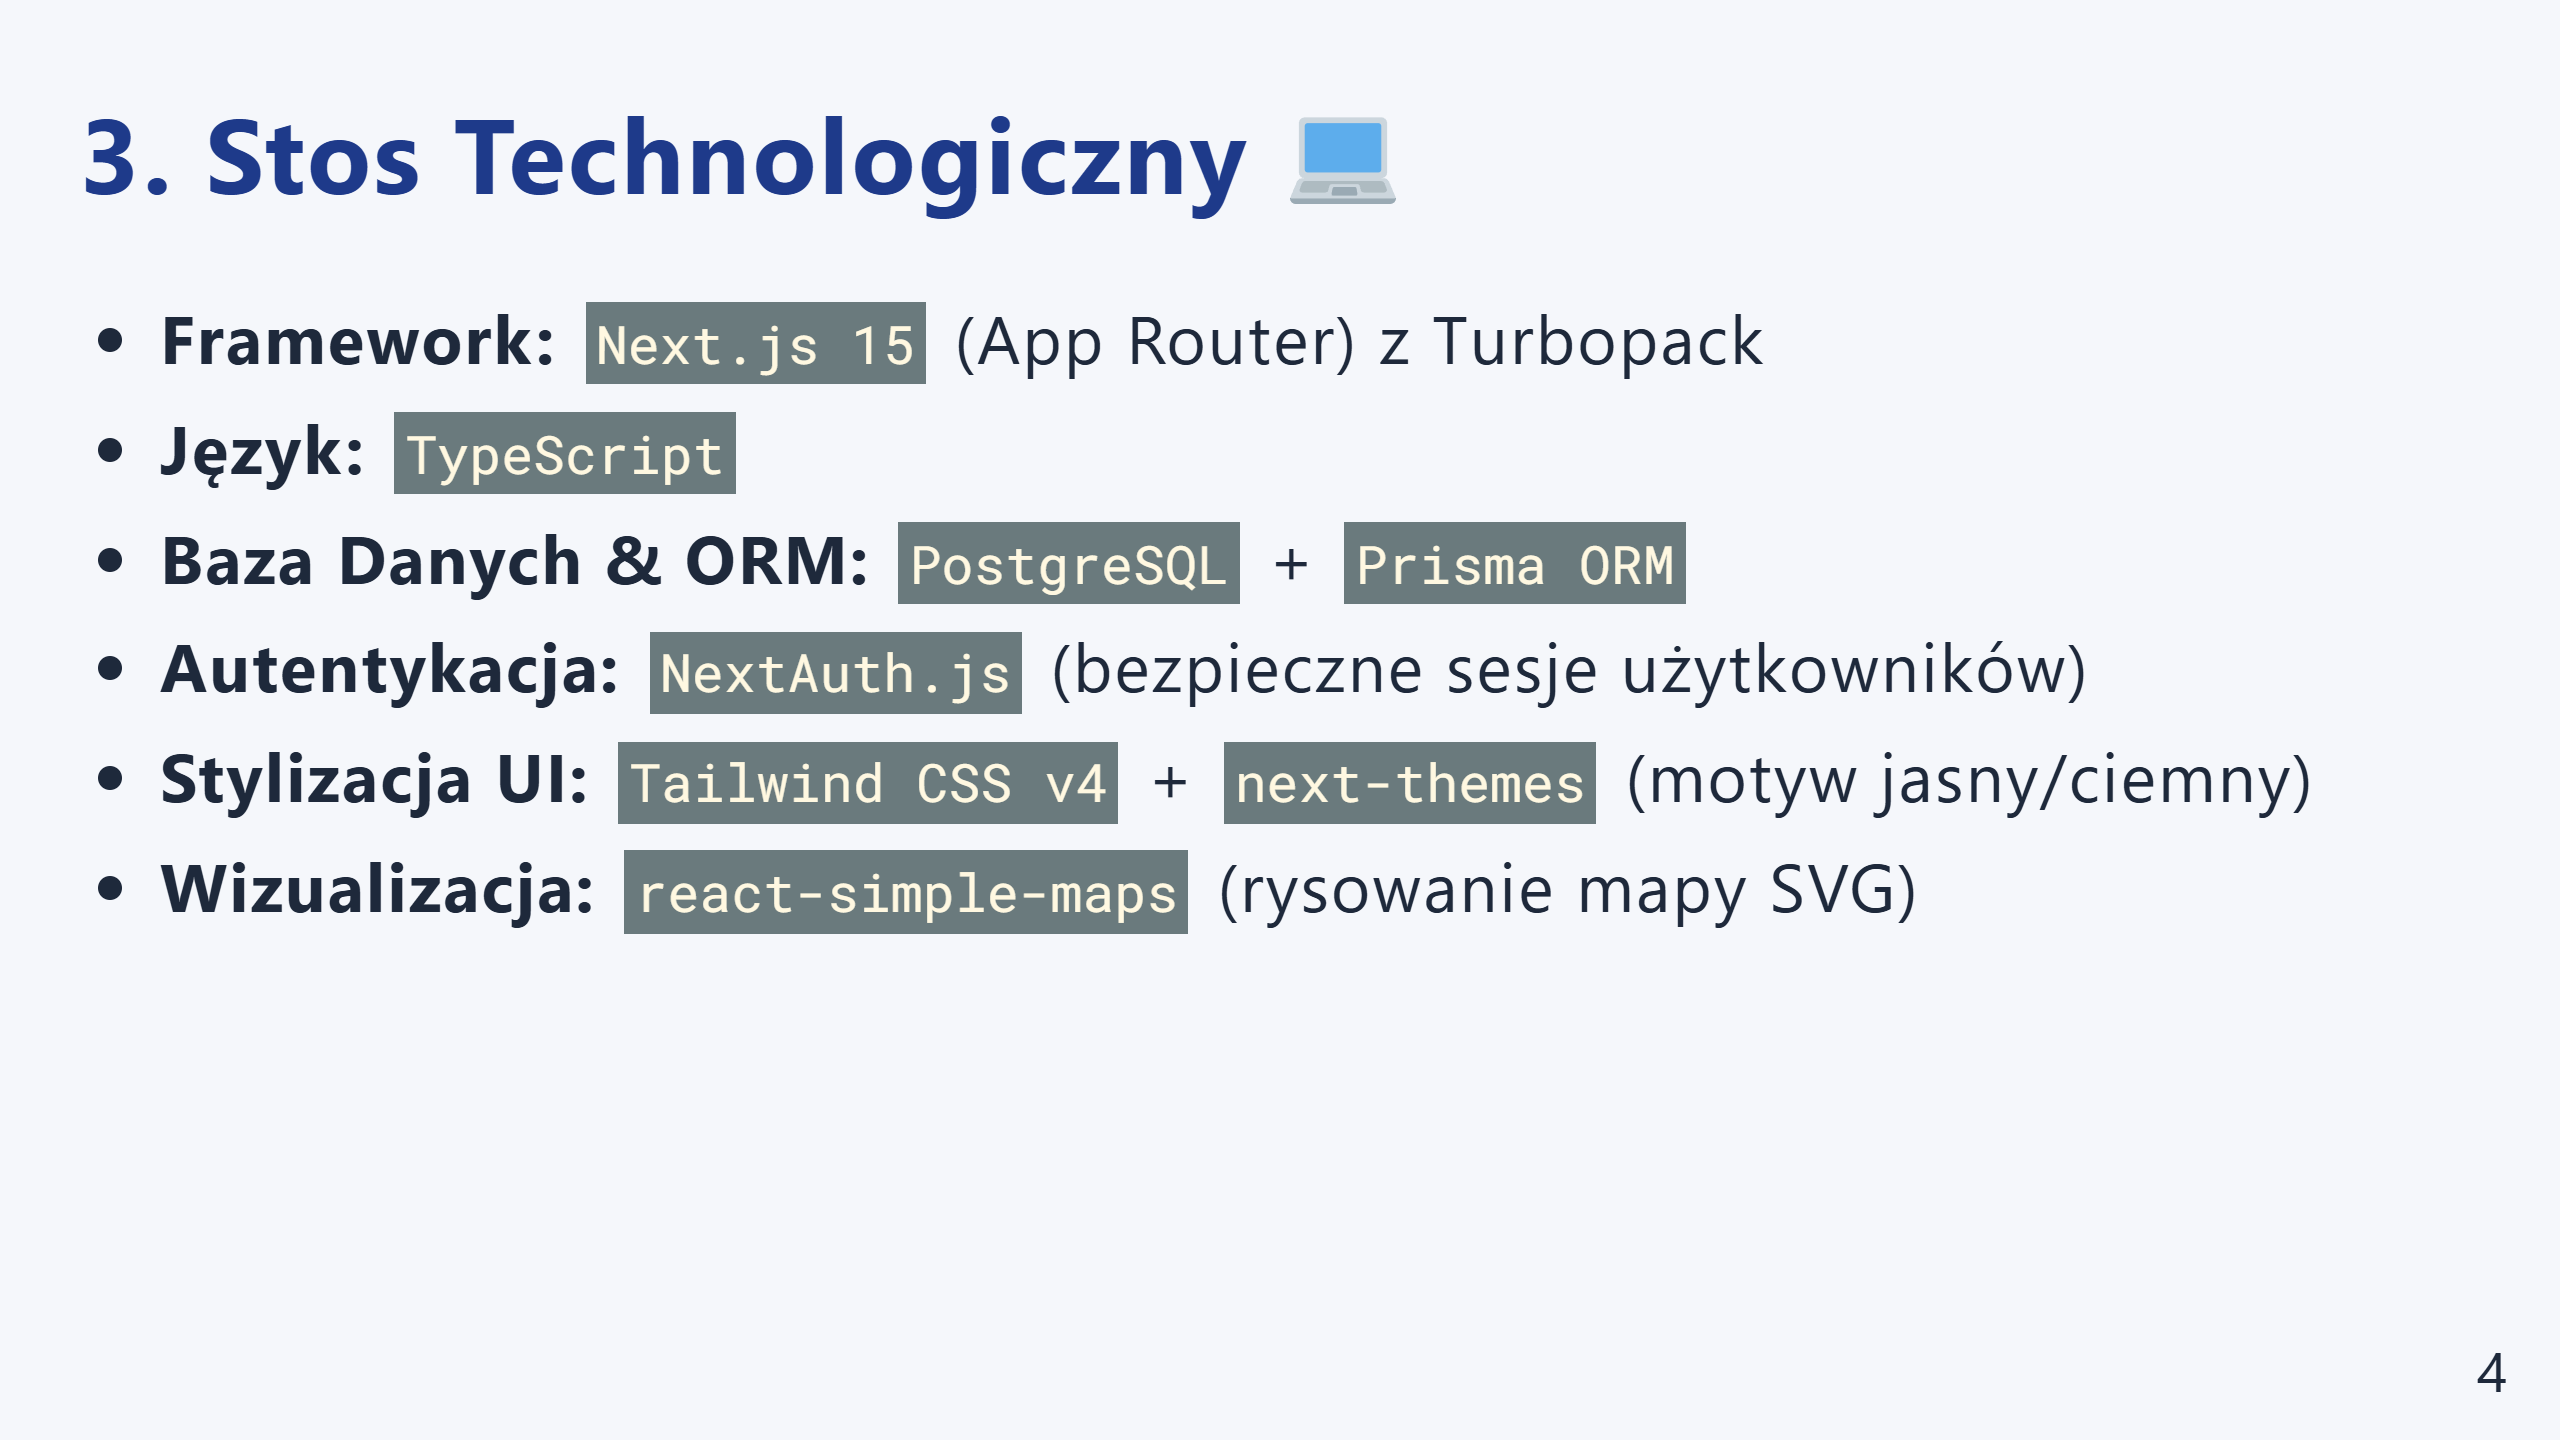 3. Stos Technologiczny 💻
• Framework: Next.js 15 (App Router) z Turbopack
• Język: TypeScript
• Baza Danych & ORM: PostgreSQL + Prisma ORM
• Autentykacja: NextAuth.js (bezpieczne sesje użytkowników)
• Stylizacja UI: Tailwind CSS v4 + next-themes (motyw jasny/ciemny)
• Wizualizacja: react-simple-maps (rysowanie mapy SVG)
4